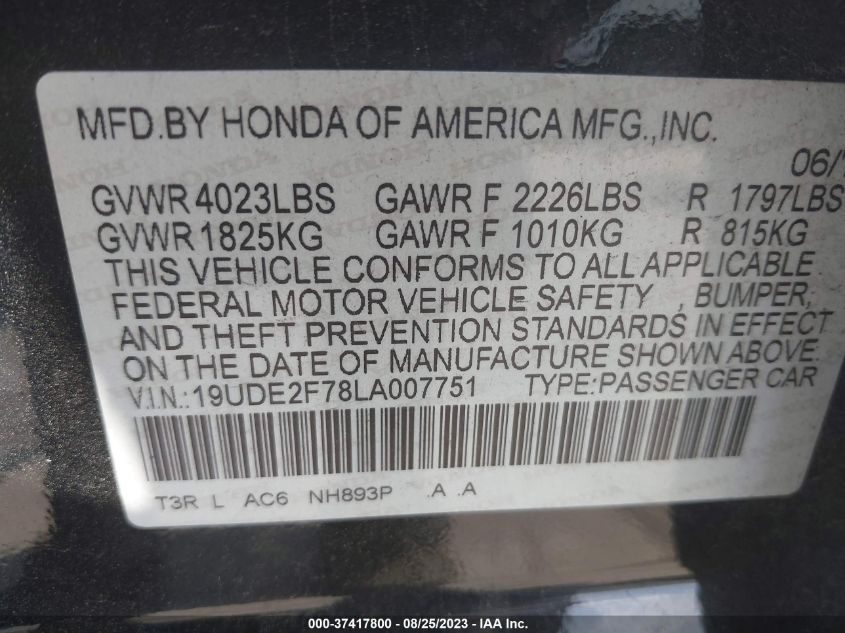 MFD.BY HONDA OF AMERICA MFG.,INC.
06/
GVWR 4023LBS GAWR F 2226LBS R 1797LBS
GVWR 1825KG GAWR F 1010KG R 815KG
THIS VEHICLE CONFORMS TO ALL APPLICABLE
FEDERAL MOTOR VEHICLE SAFETY , BUMPER,
AND THEFT PREVENTION STANDARDS IN EFFECT
ON THE DATE OF MANUFACTURE SHOWN ABOVE.
V.I.N.:19UDE2F78LA007751 TYPE:PASSENGER CAR
T3R L AC6 NH893P .A .A
000-37417800 - 08/25/2023 - IAA Inc.